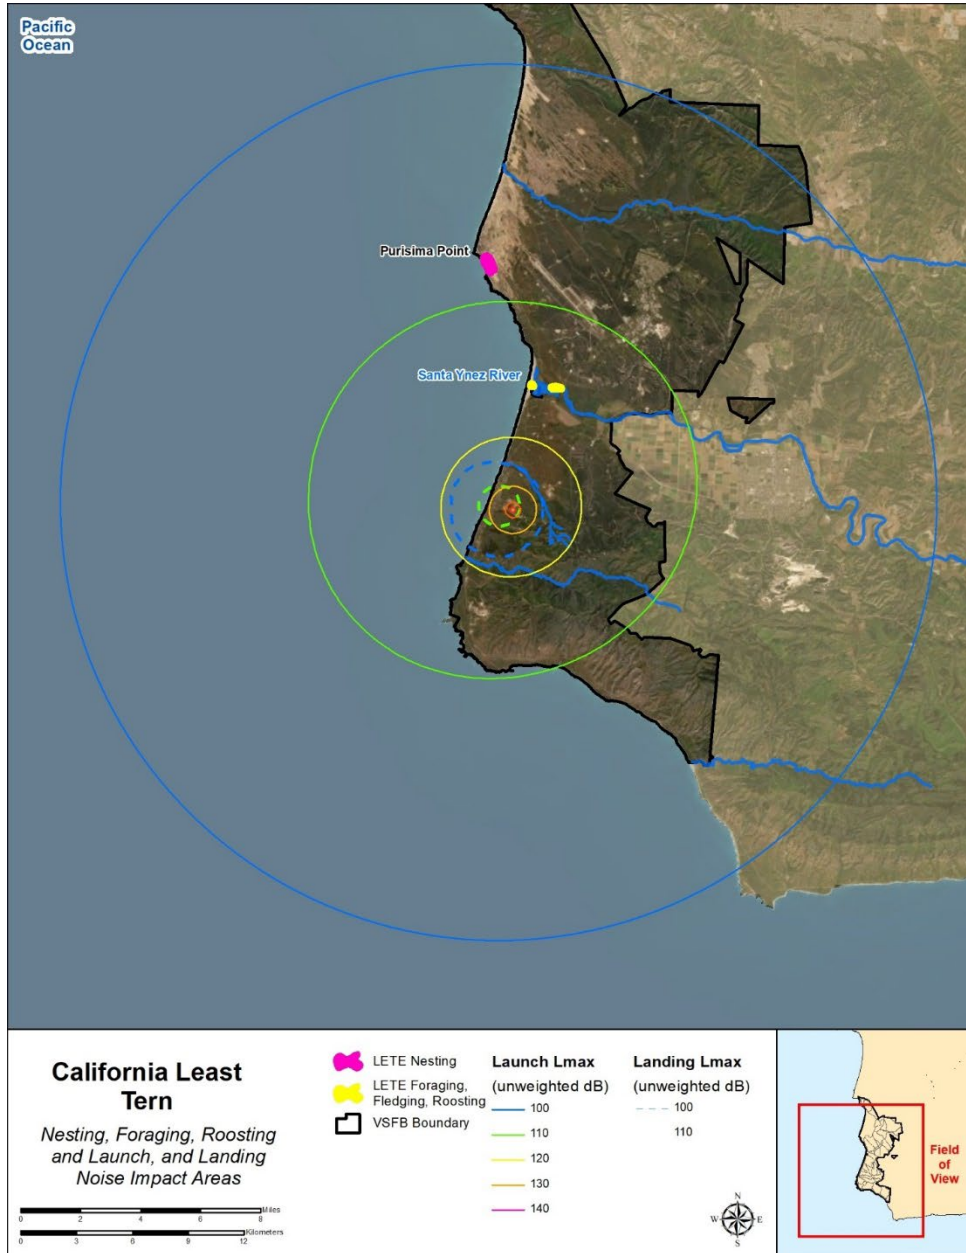 Pacific
Ocean
Purisima Point
Santa Ynez River
California Least
Tern
Nesting, Foraging, Roosting
and Launch, and Landing
Noise Impact Areas
0 2 4 6 8 Miles
0 3 6 9 12 Kilometers
LETE Nesting
LETE Foraging,
Fledging, Roosting
VSFB Boundary
Launch Lmax
(unweighted dB)
100
110
120
130
140
Landing Lmax
(unweighted dB)
100
110
N
W E
S
Field
of
View